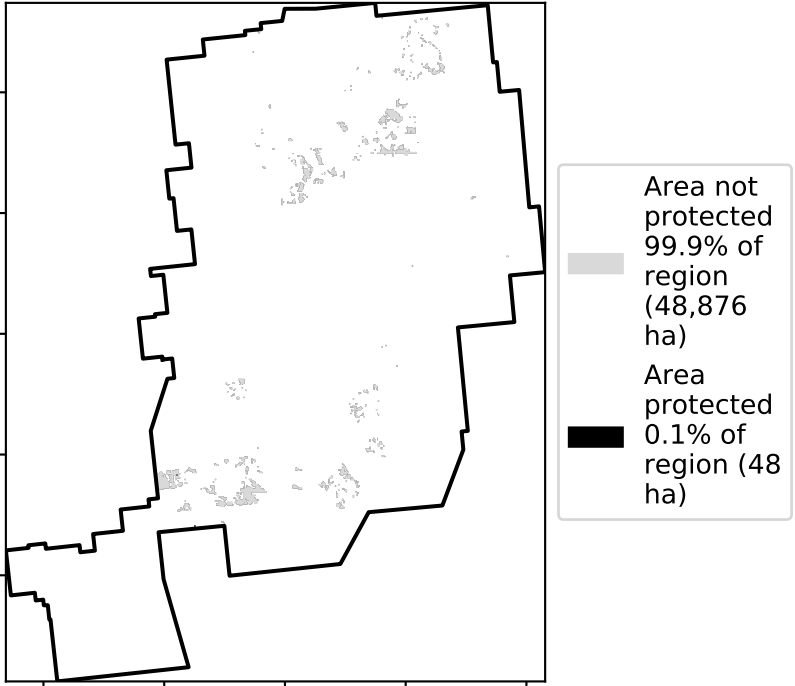 Area not
protected
99.9% of
region
(48,876
ha)
Area
protected
0.1% of
region (48
ha)